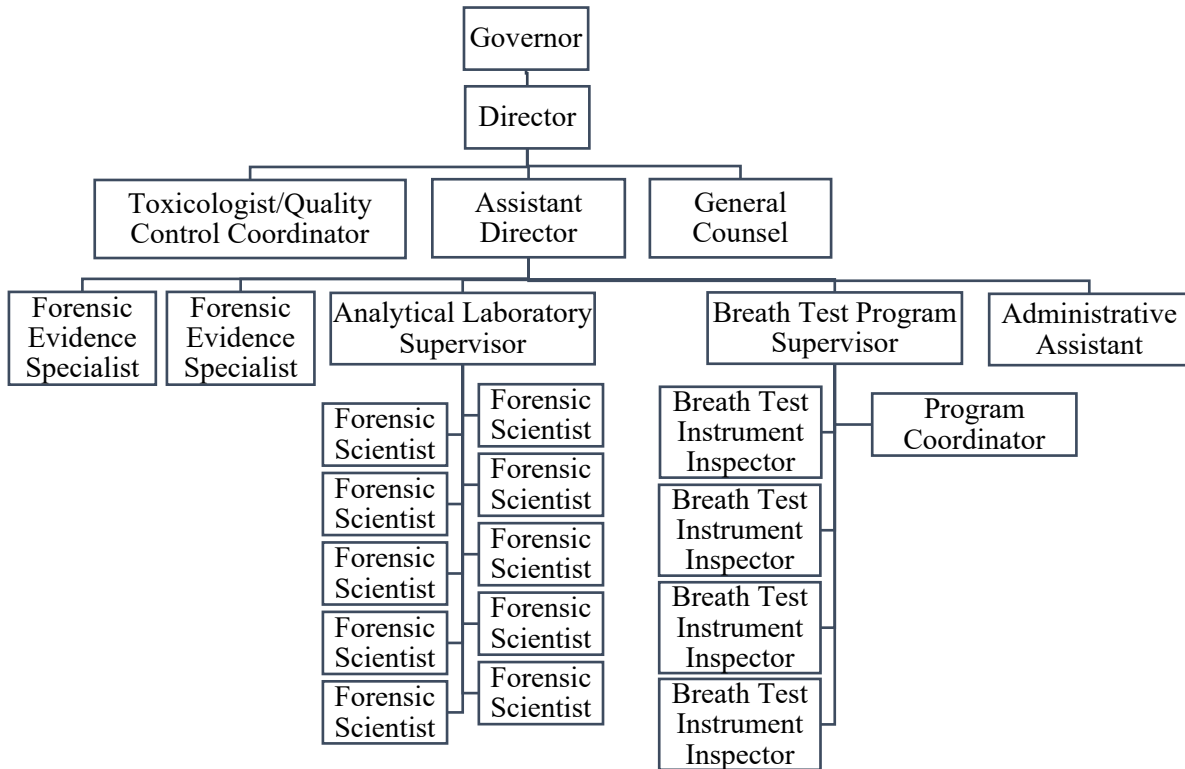 Governor
Director
Toxicologist/Quality
Control Coordinator
Assistant
Director
General
Counsel
Forensic
Evidence
Specialist
Forensic
Evidence
Specialist
Analytical Laboratory
Supervisor
Breath Test Program
Supervisor
Administrative
Assistant
Forensic
Scientist
Forensic
Scientist
Forensic
Scientist
Forensic
Scientist
Forensic
Scientist
Forensic
Scientist
Forensic
Scientist
Forensic
Scientist
Forensic
Scientist
Forensic
Scientist
Breath Test
Instrument
Inspector
Program
Coordinator
Breath Test
Instrument
Inspector
Breath Test
Instrument
Inspector
Breath Test
Instrument
Inspector